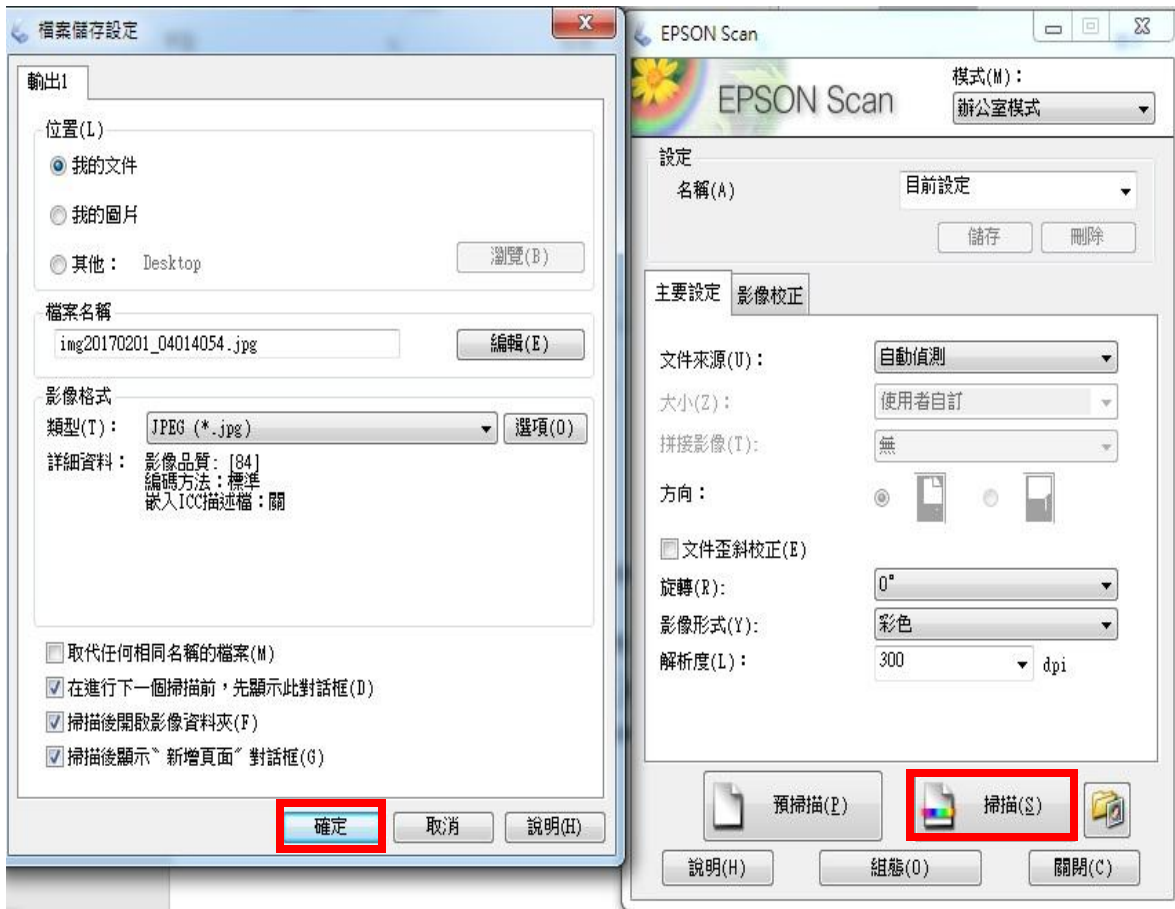 檔案儲存設定
輸出1
位置(L)
我的文件
我的圖片
其他： Desktop
瀏覽(B)
檔案名稱
img20170201_04014054.jpg
編輯(E)
影像格式
類型(T)： JPEG (*.jpg) 選項(O)
詳細資料： 影像品質: [84]
編碼方法：標準
嵌入ICC描述檔：關
取代任何相同名稱的檔案(M)
在進行下一個掃描前，先顯示此對話框(D)
掃描後開啟影像資料夾(F)
掃描後顯示〝新增頁面〞對話框(G)
確定 取消 說明(H)
EPSON Scan
EPSON Scan
模式(M)：
辦公室模式
設定
名稱(A) 目前設定
儲存 刪除
主要設定 影像校正
文件來源(U)： 自動偵測
大小(Z)： 使用者自訂
拼接影像(T): 無
方向：
文件歪斜校正(E)
旋轉(R): 0°
影像形式(Y): 彩色
解析度(L)： 300 dpi
預掃描(P) 掃描(S)
說明(H) 組態(O) 關閉(C)